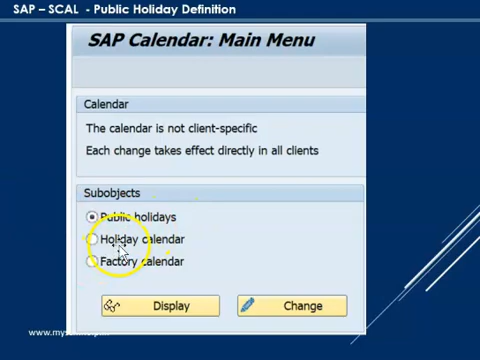 SAP – SCAL - Public Holiday Definition
SAP Calendar: Main Menu
Calendar
The calendar is not client-specific
Each change takes effect directly in all clients
Subobjects
Public holidays
Holiday calendar
Factory calendar
Display Change